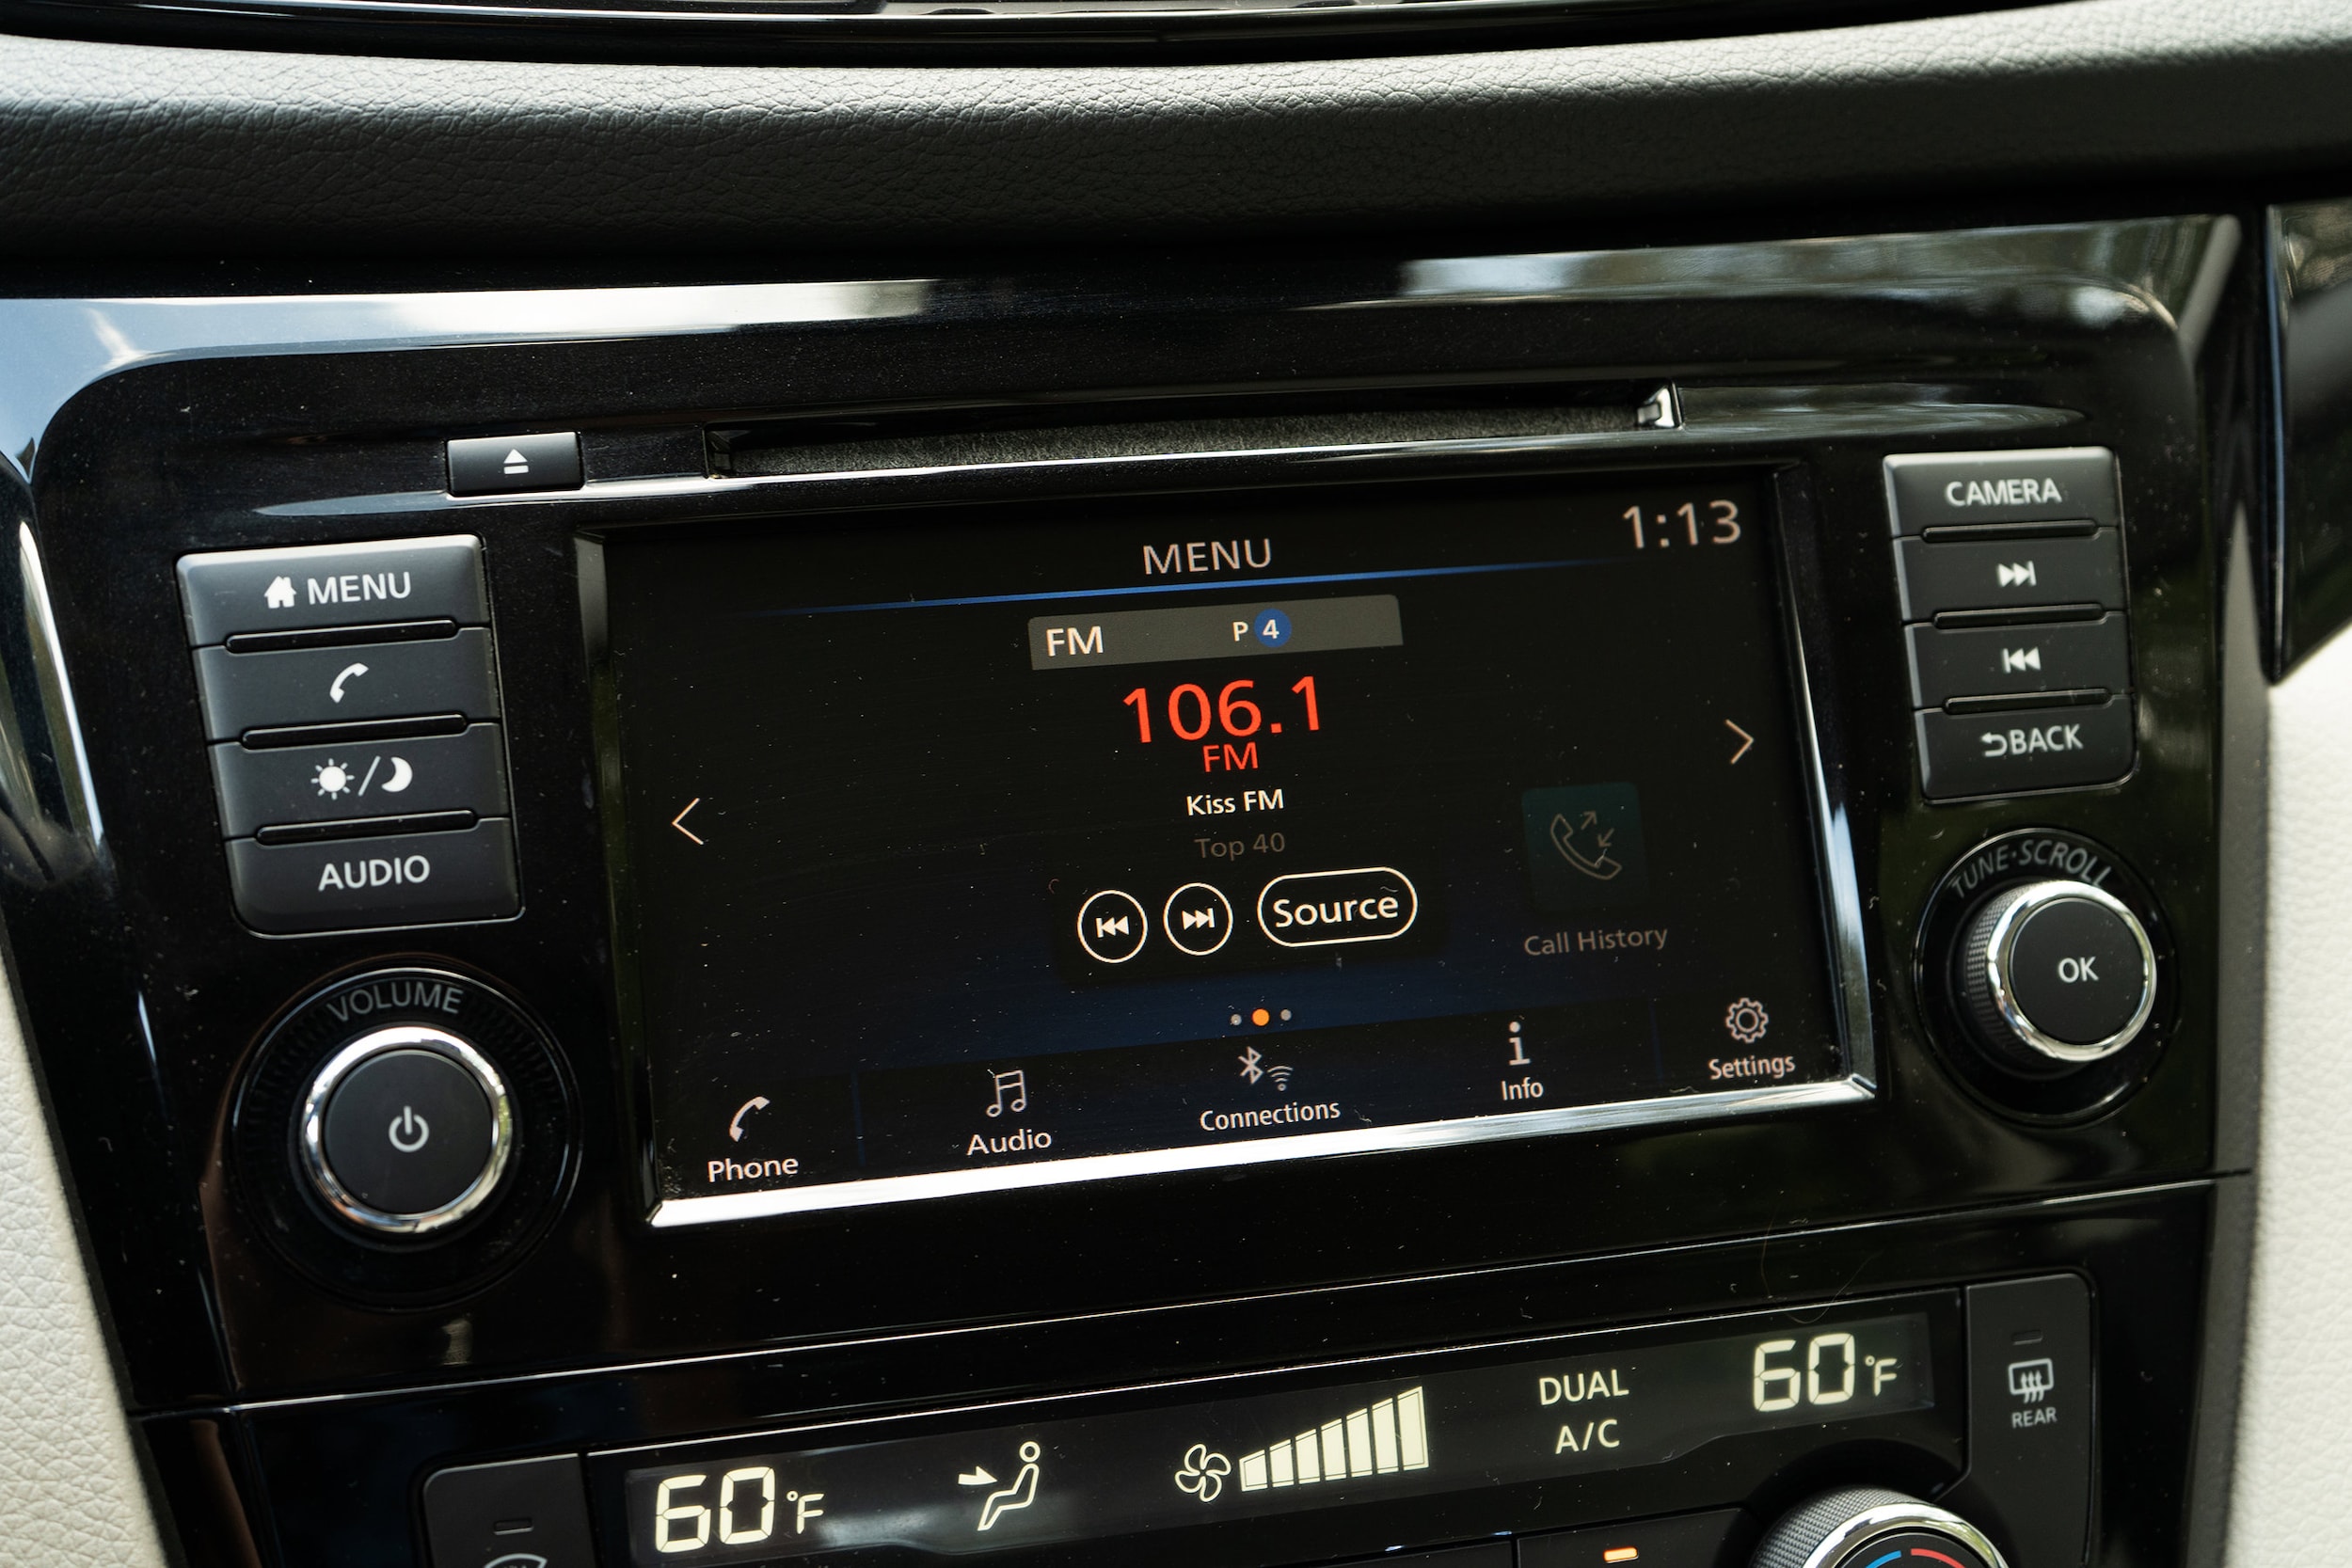 MENU
AUDIO
VOLUME
MENU
1:13
FM P 4
106.1
FM
Kiss FM
Top 40
Source
Call History
Phone
Audio
Connections
Info
Settings
CAMERA
BACK
TUNE·SCROLL
OK
60°F
DUAL
A/C
60°F
REAR